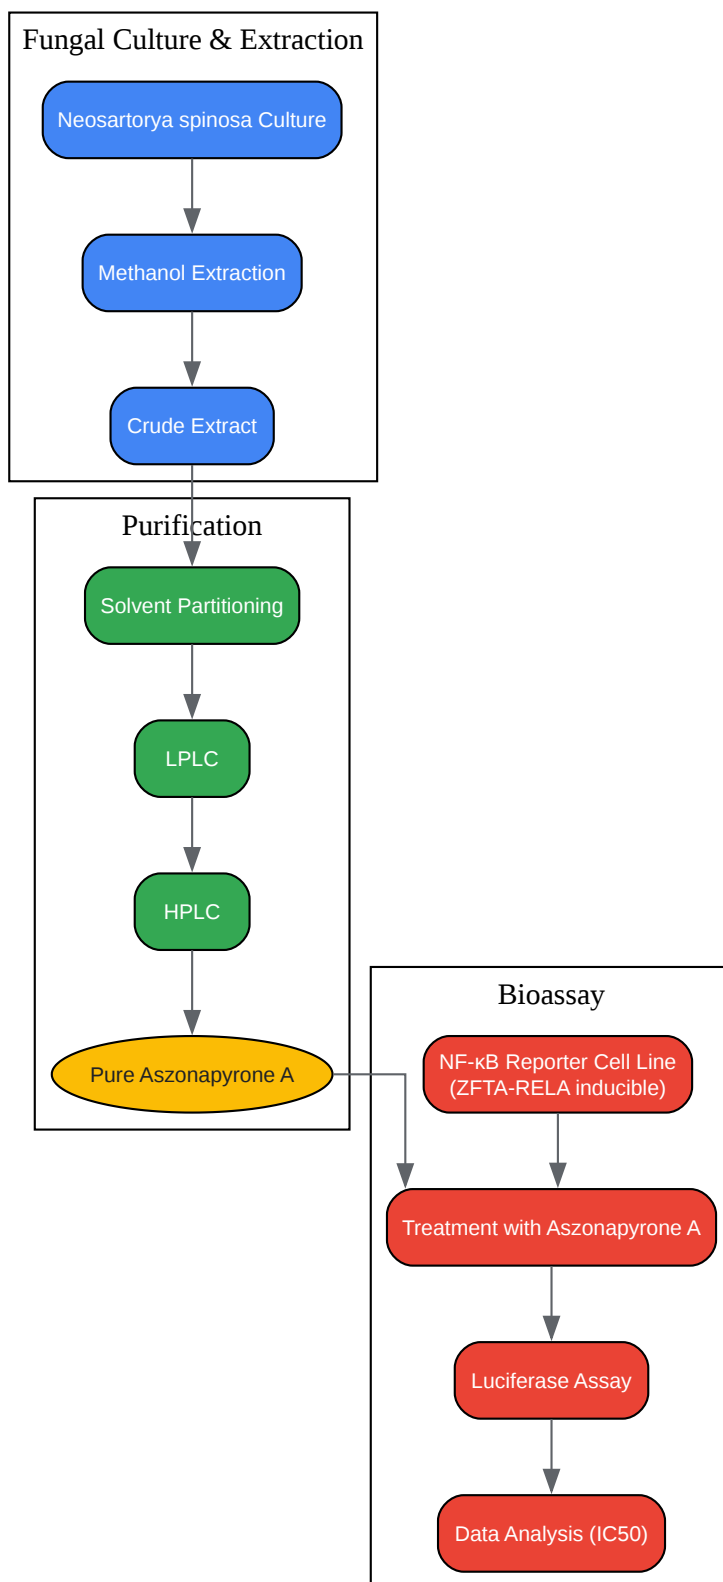 Fungal Culture & Extraction
Neosartorya spinosa Culture
Methanol Extraction
Crude Extract
Purification
Solvent Partitioning
LPLC
HPLC
Pure Aszonapyrone A
Bioassay
NF-κB Reporter Cell Line
(ZFTA-RELA inducible)
Treatment with Aszonapyrone A
Luciferase Assay
Data Analysis (IC50)